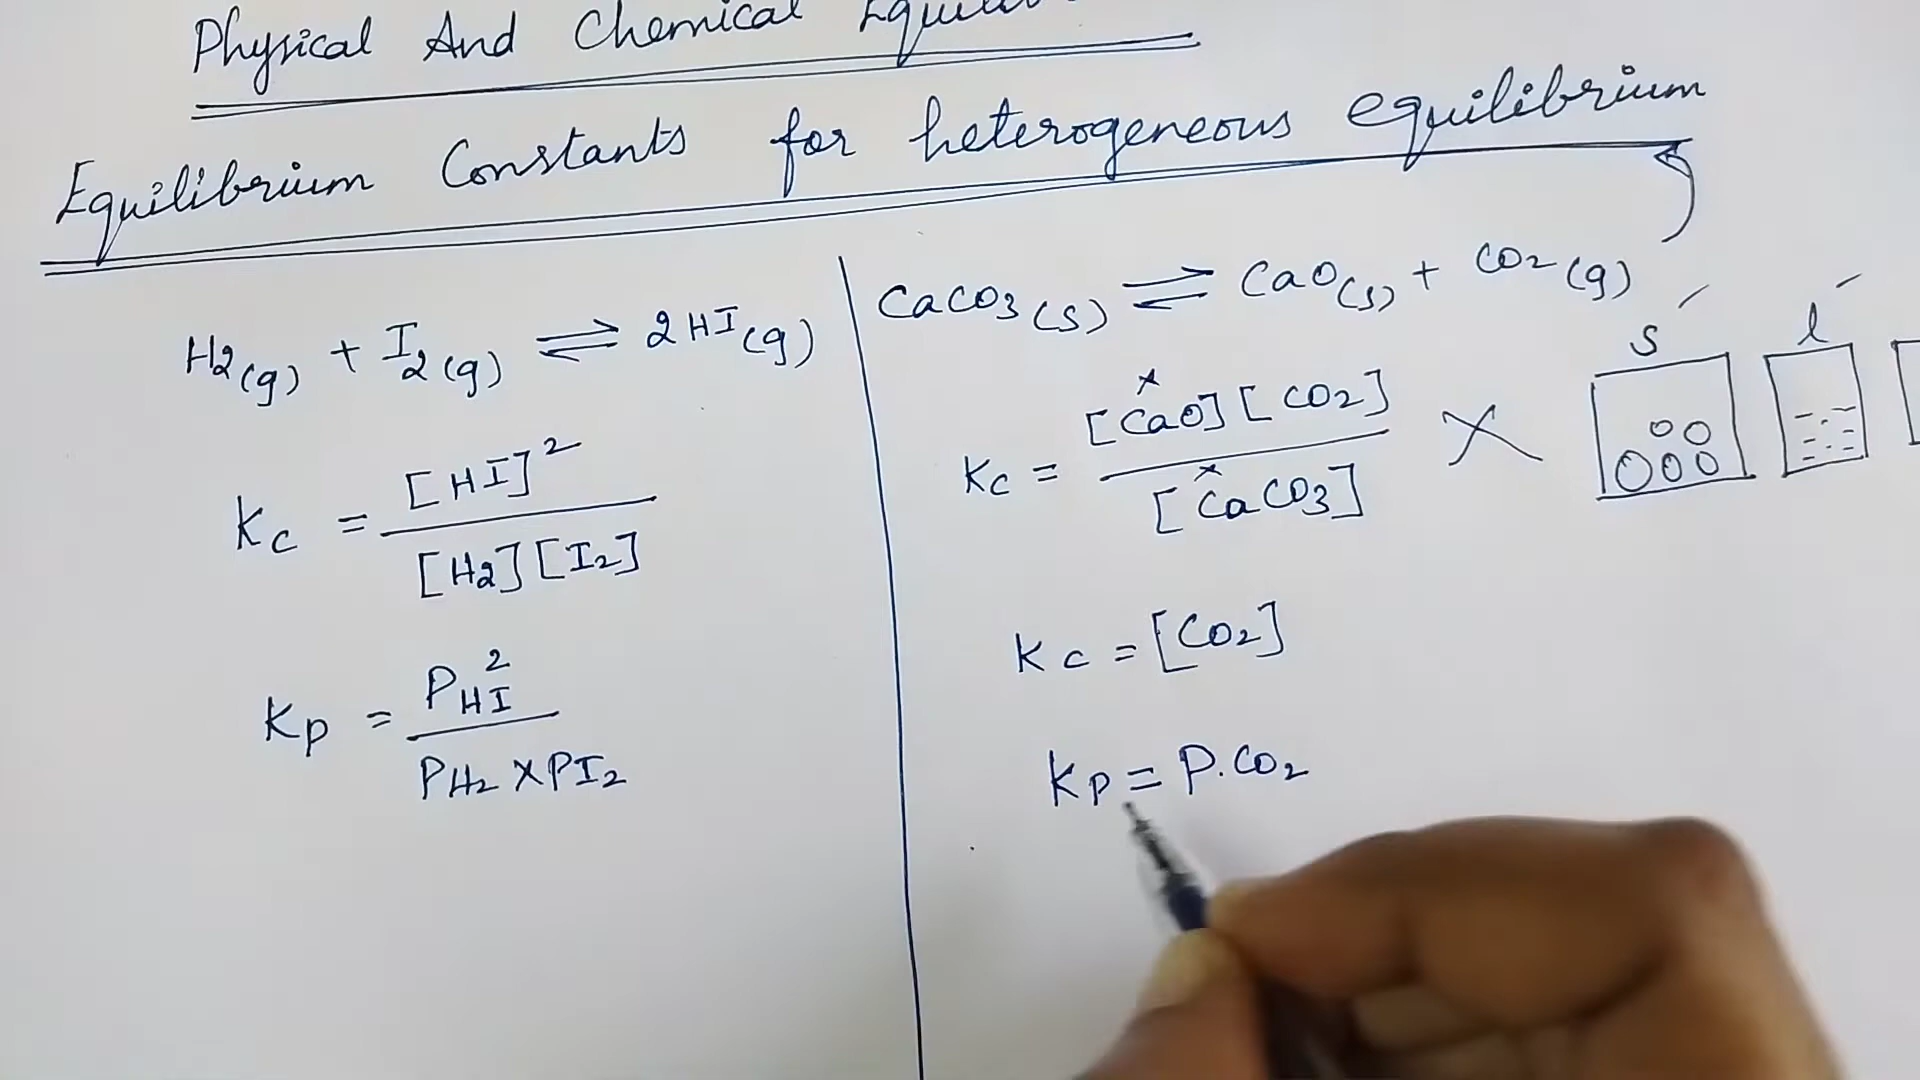 Physical And Chemical
Equilibrium Constants for heterogeneous equilibrium
H2(g) + I2(g) ⇌ 2HI(g)
Kc = [HI]² / [H2][I2]
Kp = PHI² / PH2 × PI2
CaCO3(s) ⇌ CaO(s) + CO2(g)
Kc = [CaO][CO2] / [CaCO3] ×
s l
Kc = [CO2]
Kp = P.CO2